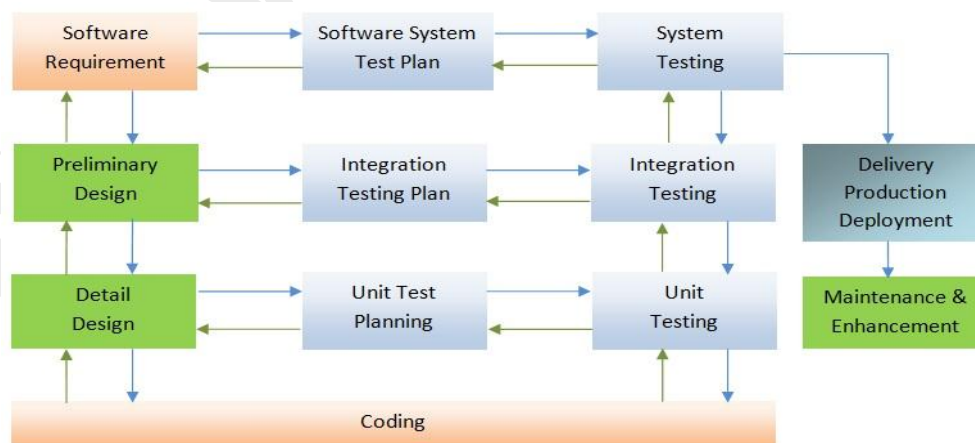 Software
Requirement
Software System
Test Plan
System
Testing
Preliminary
Design
Integration
Testing Plan
Integration
Testing
Delivery
Production
Deployment
Detail
Design
Unit Test
Planning
Unit
Testing
Maintenance &
Enhancement
Coding